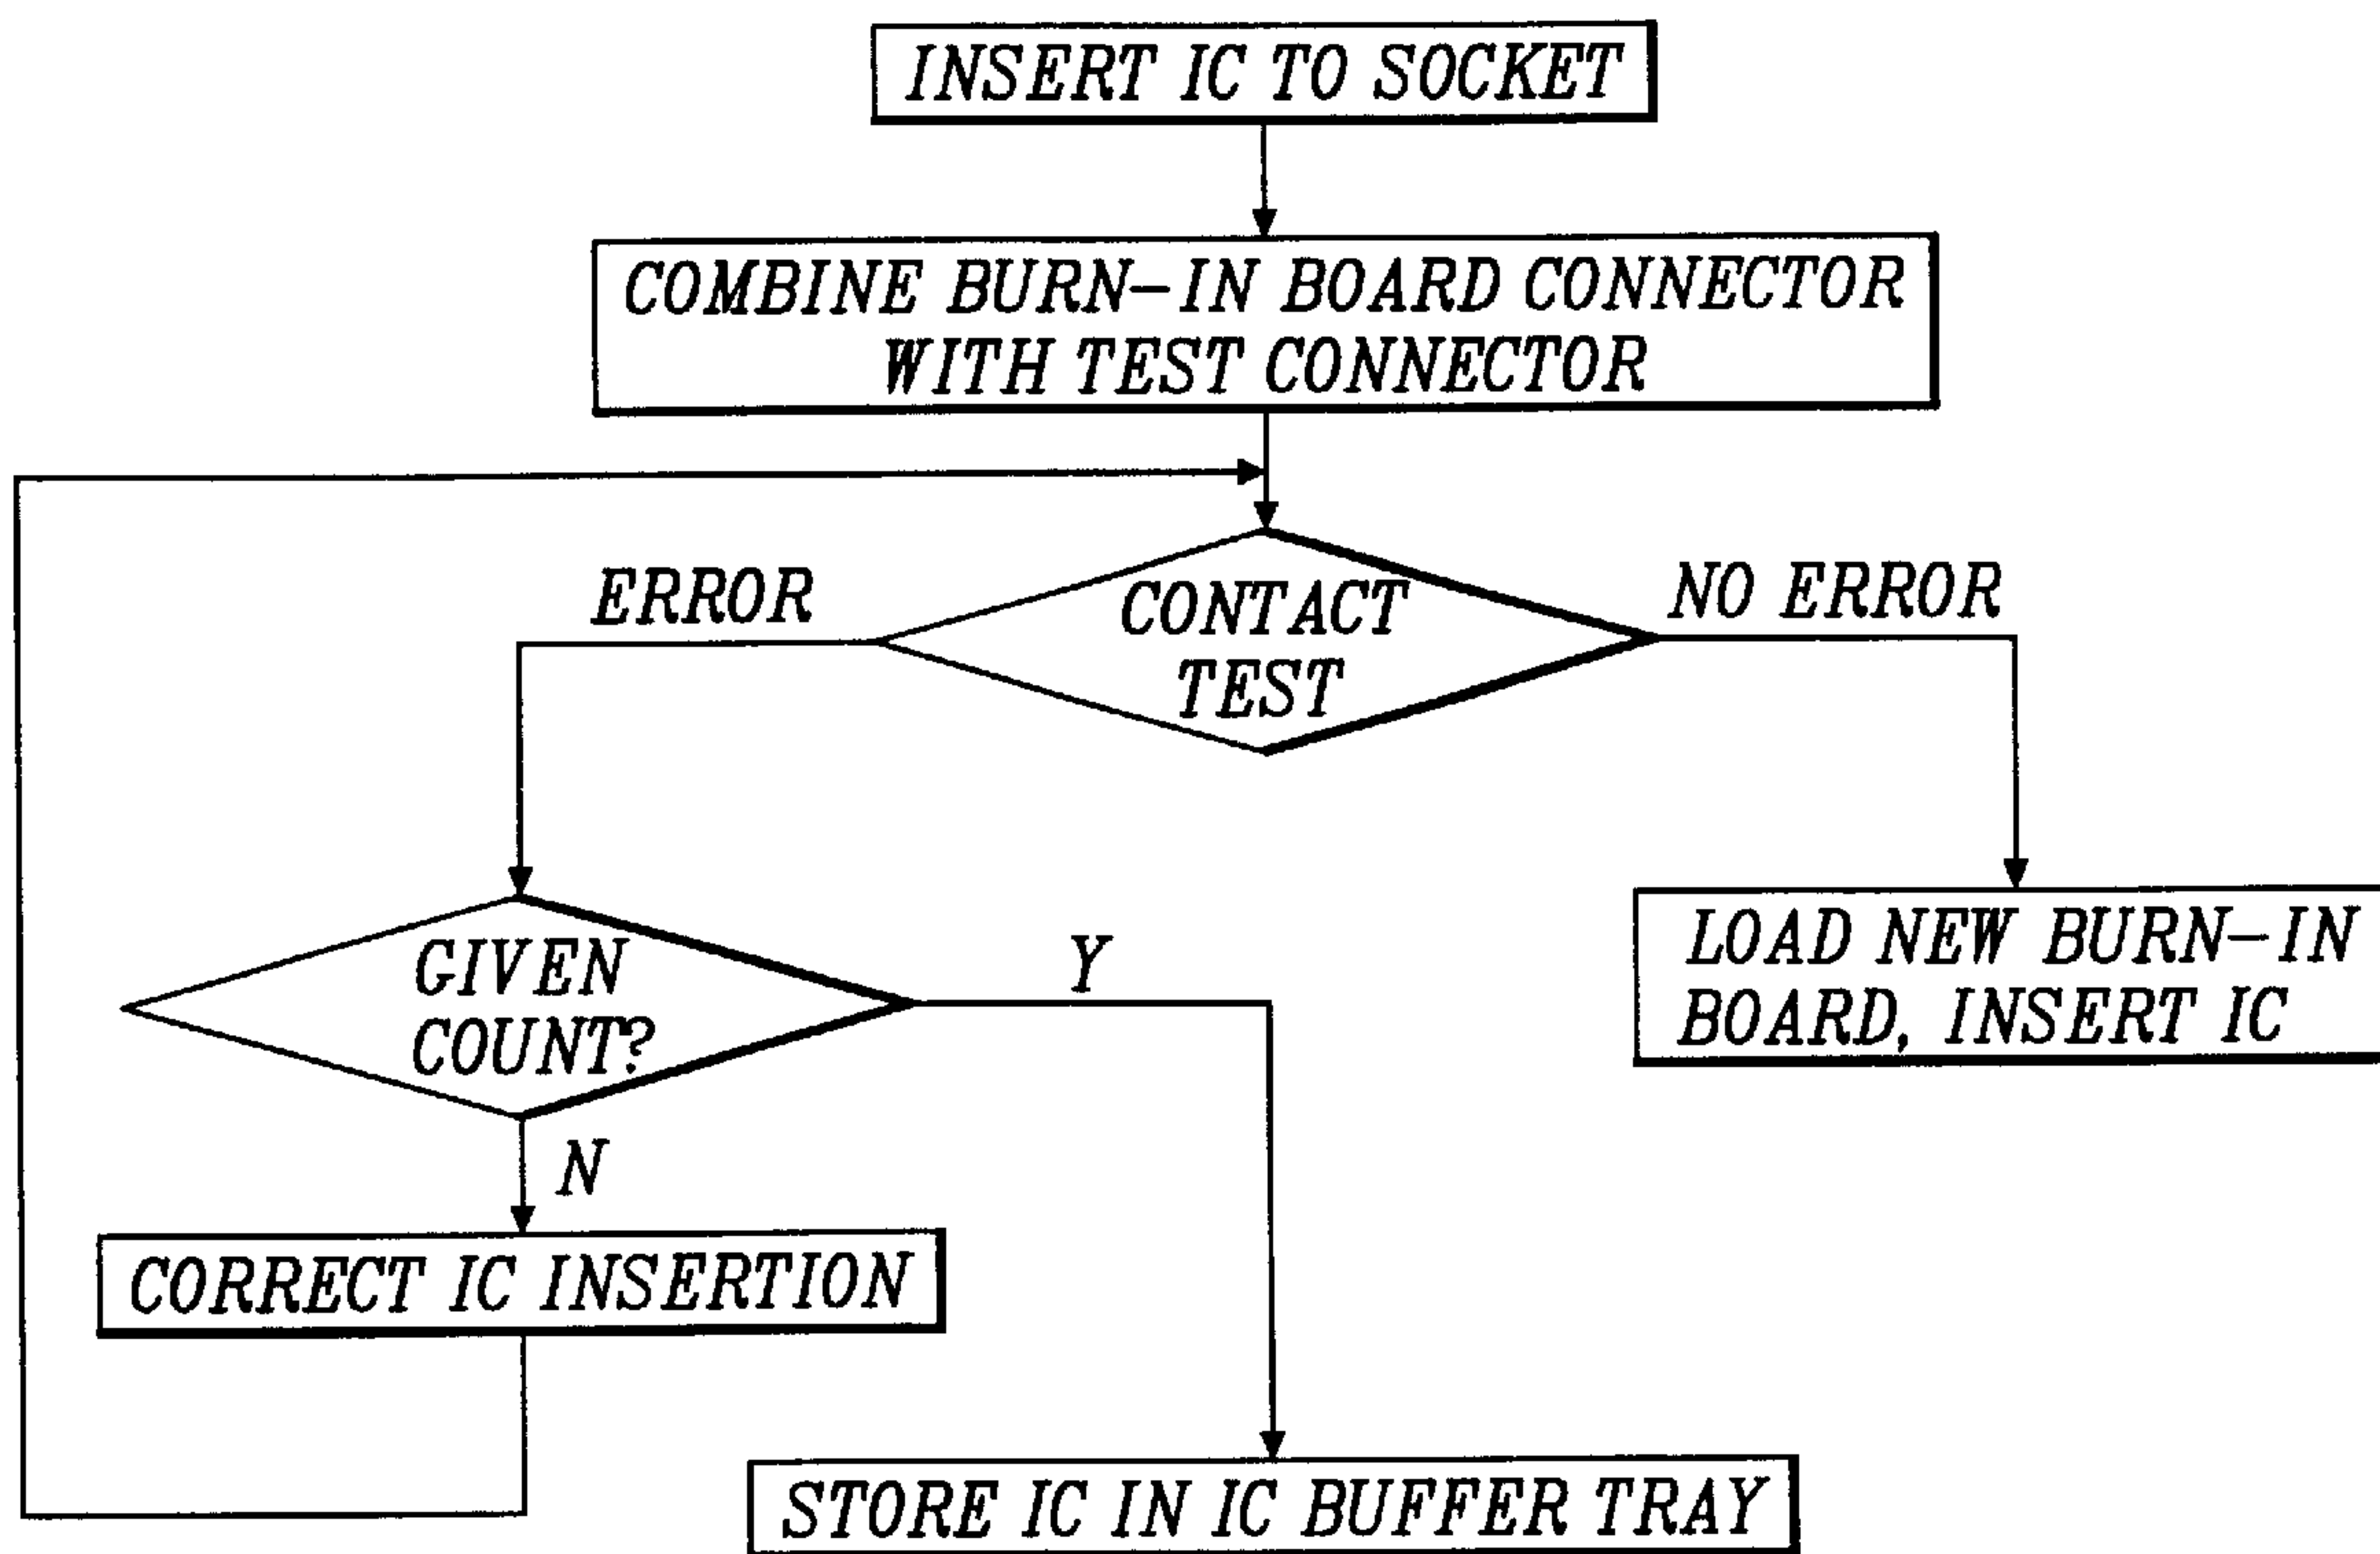 INSERT IC TO SOCKET
COMBINE BURN-IN BOARD CONNECTOR
WITH TEST CONNECTOR
ERROR
CONTACT
TEST
NO ERROR
GIVEN
COUNT?
Y
LOAD NEW BURN-IN
BOARD, INSERT IC
N
CORRECT IC INSERTION
STORE IC IN IC BUFFER TRAY